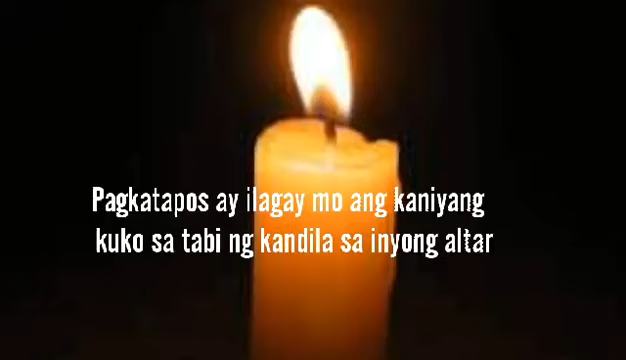 Pagkatapos ay ilagay mo ang kaniyang
kuko sa tabi ng kandila sa inyong altar